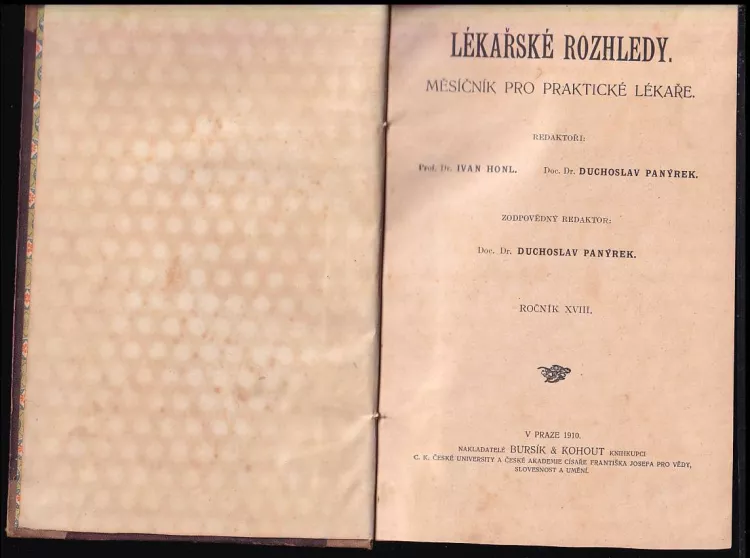 LÉKAŘSKÉ ROZHLEDY.
MĚSÍČNÍK PRO PRAKTICKÉ LÉKAŘE.
REDAKTOŘI:
Prof. Dr. IVAN HONL. Doc. Dr. DUCHOSLAV PANÝREK.
ZODPOVĚDNÝ REDAKTOR:
Doc. Dr. DUCHOSLAV PANÝREK.
ROČNÍK XVIII.
V PRAZE 1910.
NAKLADATELÉ BURSÍK & KOHOUT KNIHKUPCI
C. K. ČESKÉ UNIVERSITY A ČESKÉ AKADEMIE CÍSAŘE FRANTIŠKA JOSEFA PRO VĚDY,
SLOVESNOST A UMĚNÍ.